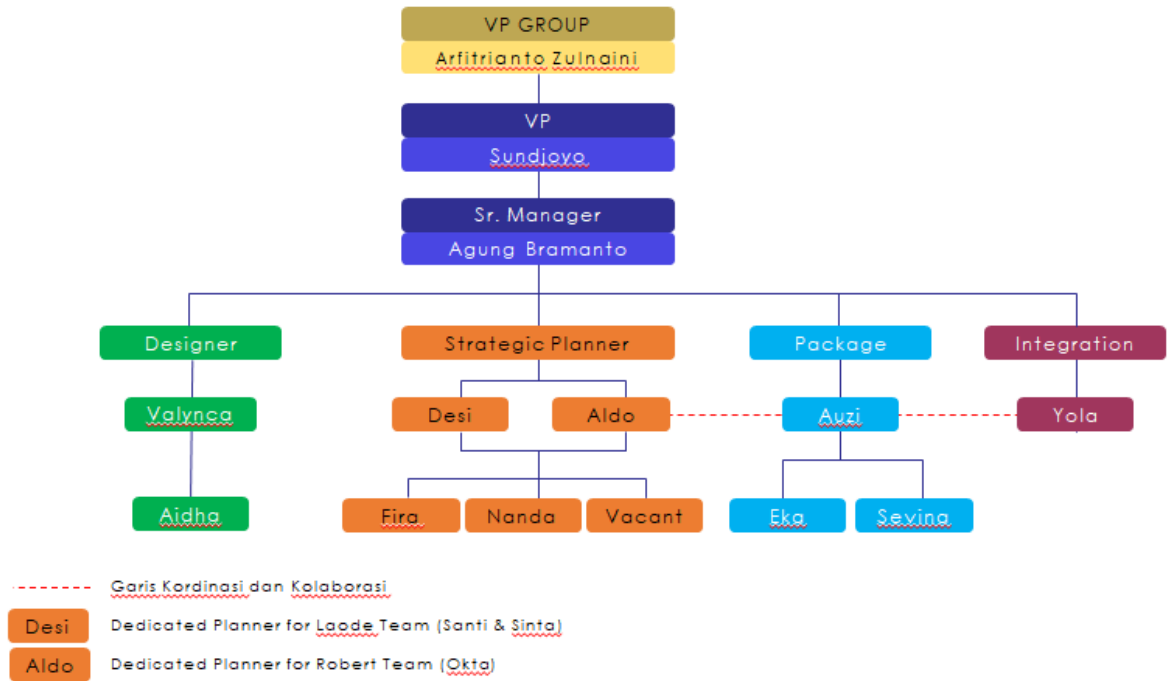 VP GROUP
Arfitrianto Zulnaini
VP
Sundjoyo
Sr. Manager
Agung Bramanto
Designer
Strategic Planner
Package
Integration
Valynca
Desi
Aldo
Auzi
Yola
Aidha
Fira
Nanda
Vacant
Eka
Sevina
Garis Kordinasi dan Kolaborasi
Desi
Dedicated Planner for Laode Team (Santi & Sinta)
Aldo
Dedicated Planner for Robert Team (Okta)